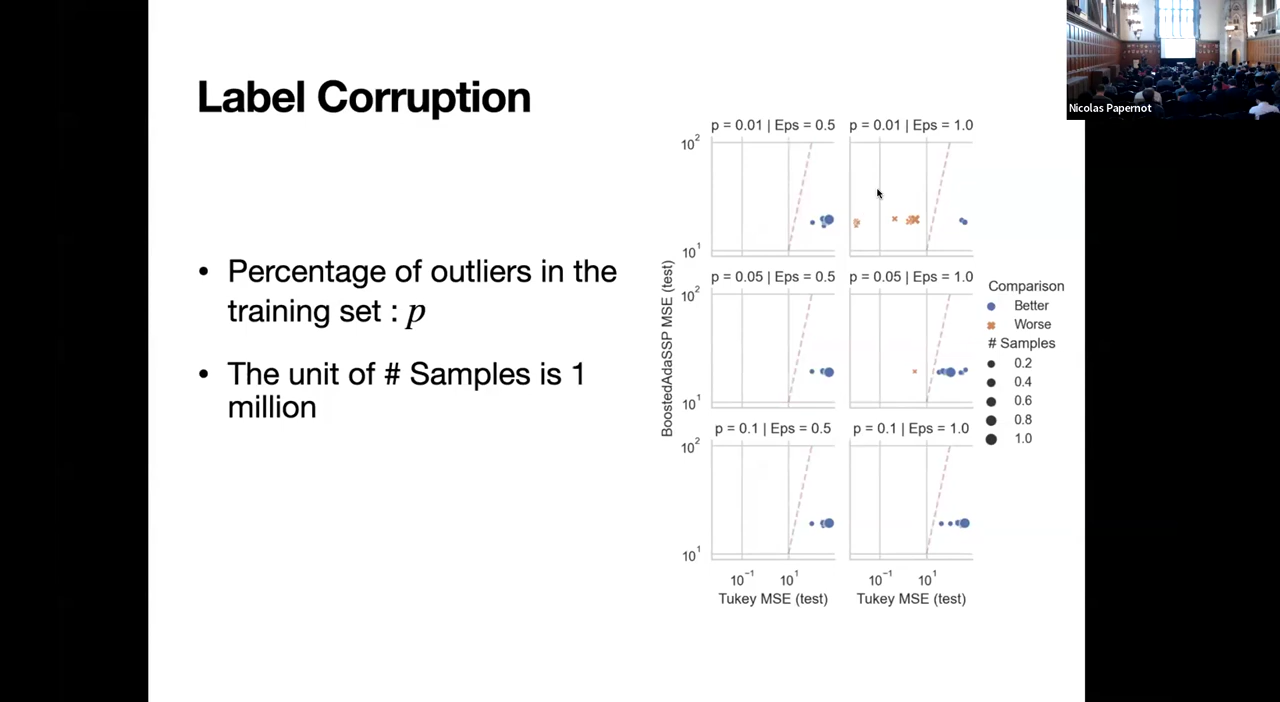 Nicolas Papernot
Label Corruption
• Percentage of outliers in the
training set : p
• The unit of # Samples is 1
million
p = 0.01 | Eps = 0.5
p = 0.01 | Eps = 1.0
10²
10¹
p = 0.05 | Eps = 0.5
p = 0.05 | Eps = 1.0
10²
10¹
p = 0.1 | Eps = 0.5
p = 0.1 | Eps = 1.0
10²
10¹
BoostedAdaSSP MSE (test)
10⁻¹
10¹
10⁻¹
10¹
Tukey MSE (test)
Tukey MSE (test)
Comparison
Better
Worse
# Samples
0.2
0.4
0.6
0.8
1.0